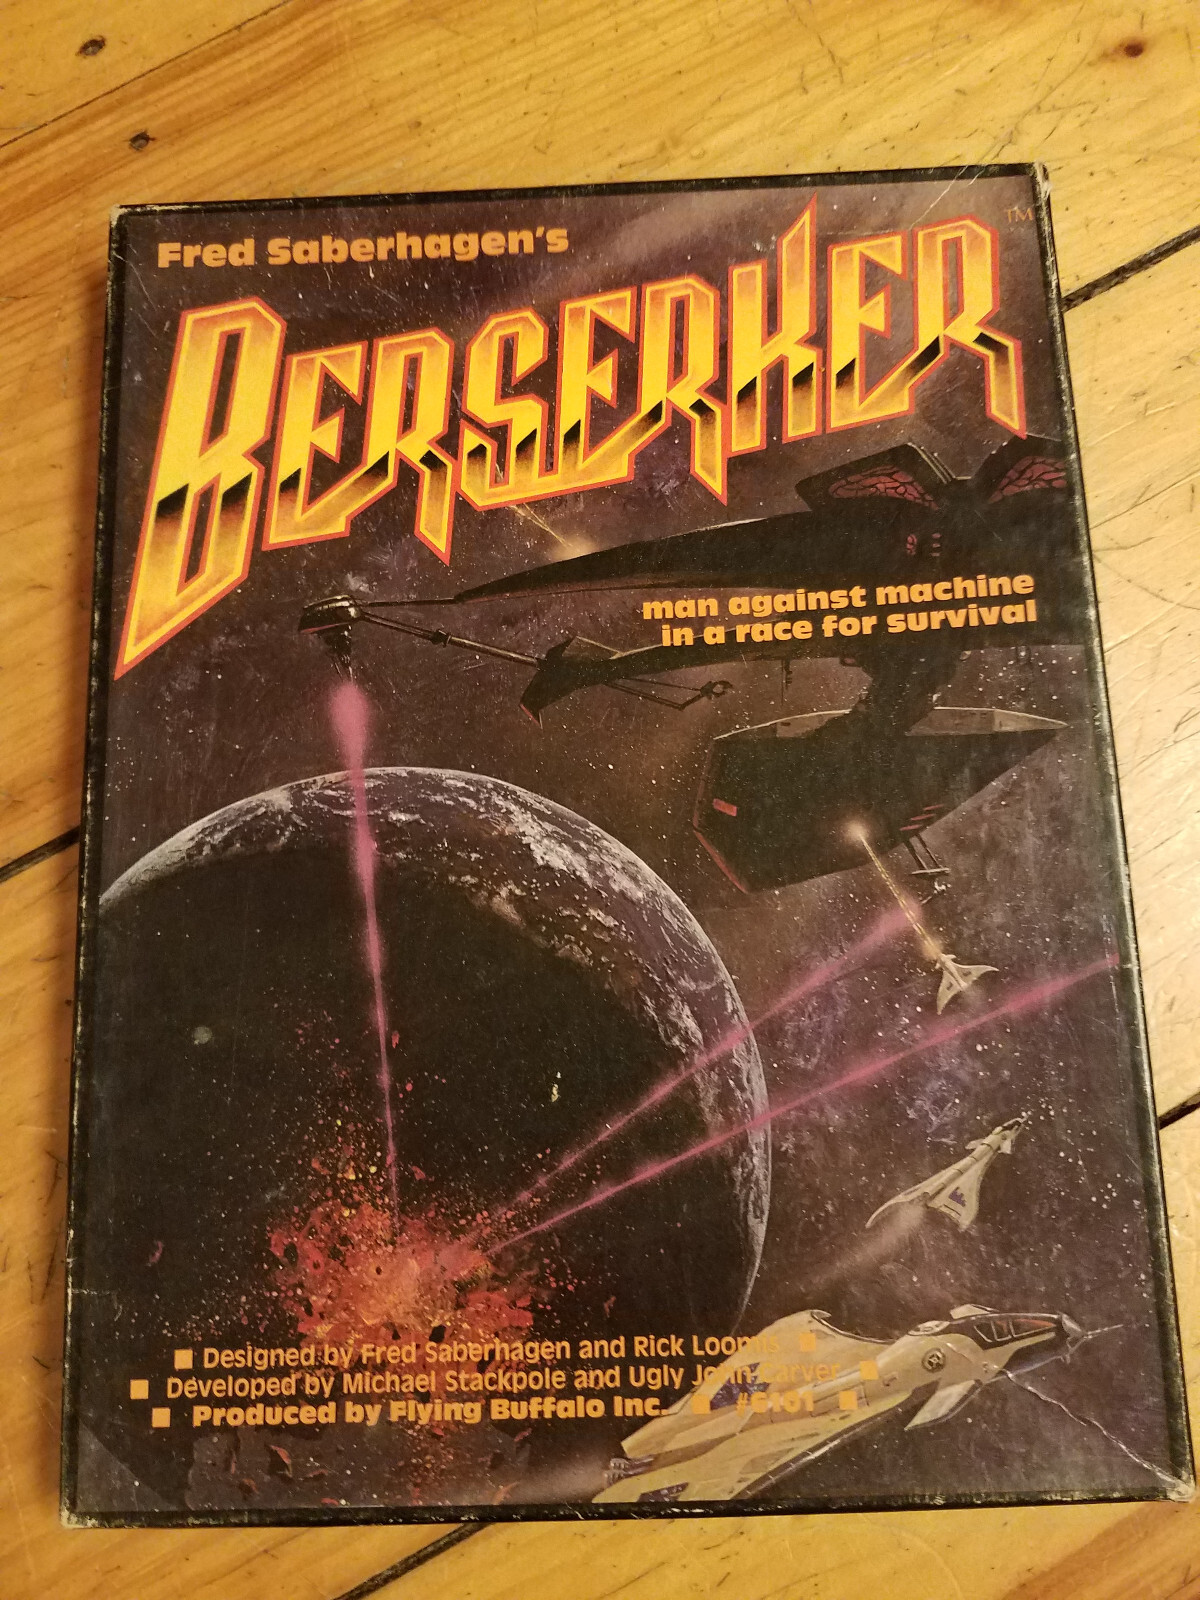 Fred Saberhagen's
BERSERKER
TM
man against machine
in a race for survival
■ Designed by Fred Saberhagen and Rick Loomis ■
■ Developed by Michael Stackpole and Ugly John Carver ■
■ Produced by Flying Buffalo Inc. ■ #6101 ■